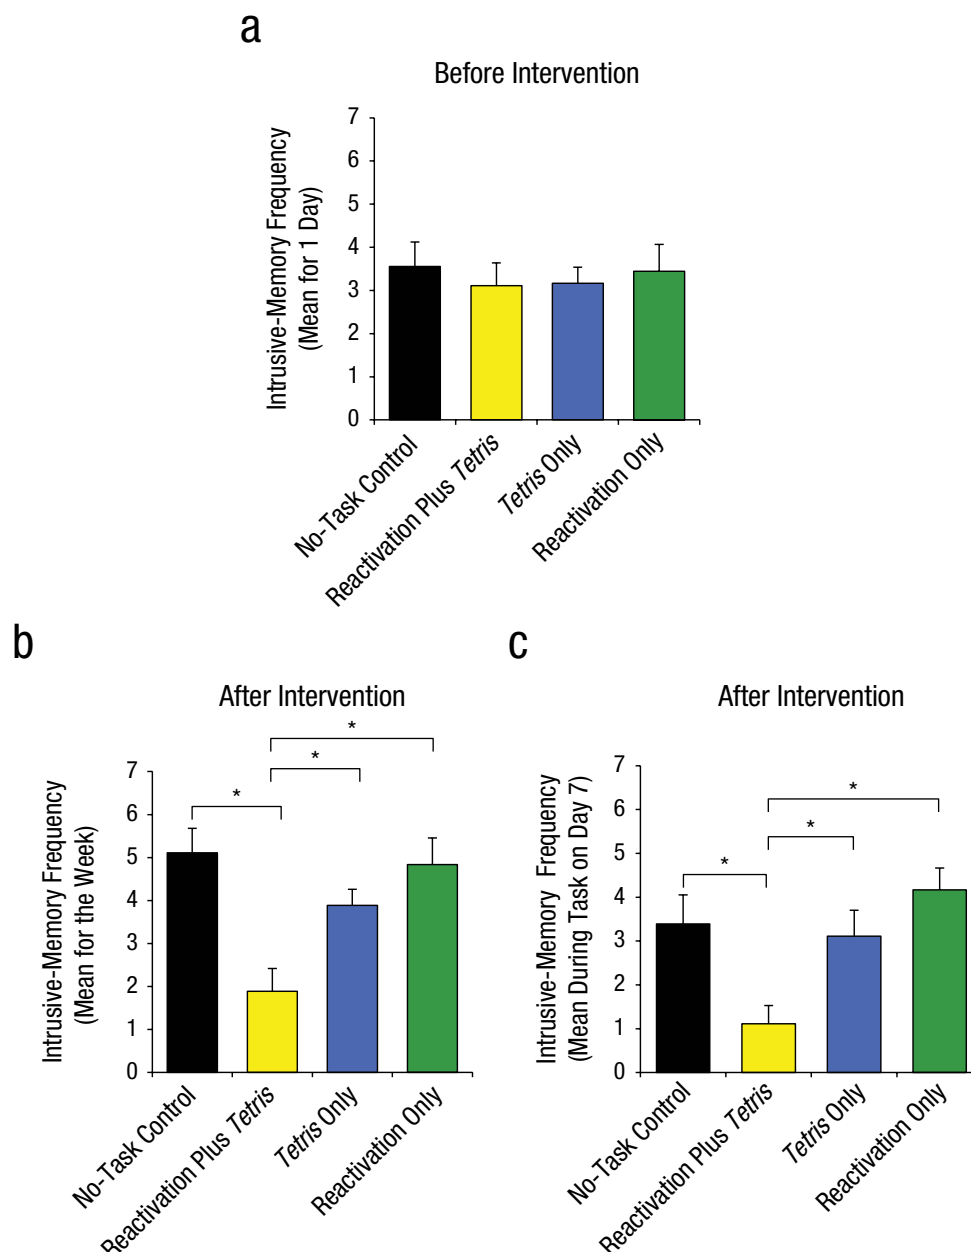 a
Before Intervention
Intrusive-Memory Frequency
(Mean for 1 Day)
7
6
5
4
3
2
1
0
No-Task Control
Reactivation Plus Tetris
Tetris Only
Reactivation Only
b
After Intervention
Intrusive-Memory Frequency
(Mean for the Week)
7
6
5
4
3
2
1
0
*
*
*
No-Task Control
Reactivation Plus Tetris
Tetris Only
Reactivation Only
c
After Intervention
Intrusive-Memory Frequency
(Mean During Task on Day 7)
7
6
5
4
3
2
1
0
*
*
*
No-Task Control
Reactivation Plus Tetris
Tetris Only
Reactivation Only